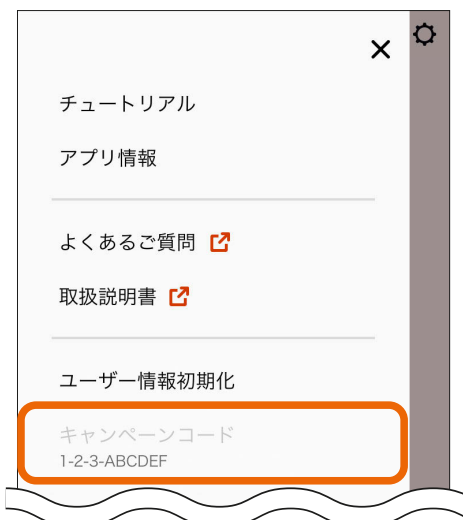 チュートリアル
アプリ情報
よくあるご質問
取扱説明書
ユーザー情報初期化
キャンペーンコード
1-2-3-ABCDEF